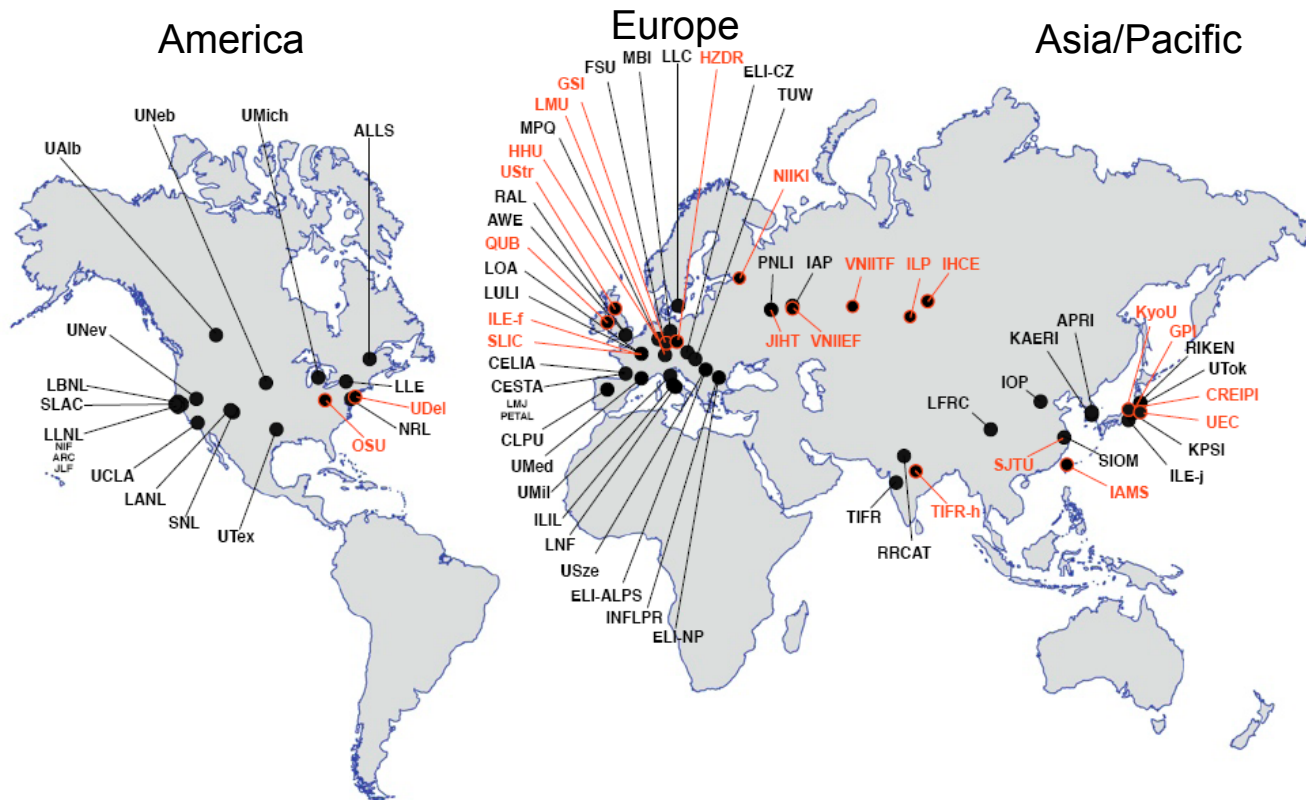 America
Europe
Asia/Pacific
UAlb
UNeb
UMich
ALLS
UNev
LBNL
SLAC
LLNL
NIF
ARC
JLF
UCLA
LANL
SNL
UTex
OSU
LLE
UDel
NRL
FSU
MBI
LLC
HZDR
ELI-CZ
TUW
GSI
LMU
MPQ
HHU
UStr
RAL
AWE
QUB
LOA
LULI
ILE-f
SLIC
CELIA
CESTA
LMJ
PETAL
CLPU
UMed
UMil
ILIL
LNF
USze
ELI-ALPS
INFLPR
ELI-NP
NIIKI
PNLI
IAP
VNIITF
ILP
IHCE
JIHT
VNIIEF
APRI
KAERI
KyoU
GPI
RIKEN
UTok
CREIPI
UEC
KPSI
ILE-j
IOP
LFRC
SJTU
SIOM
IAMS
TIFR
TIFR-h
RRCAT